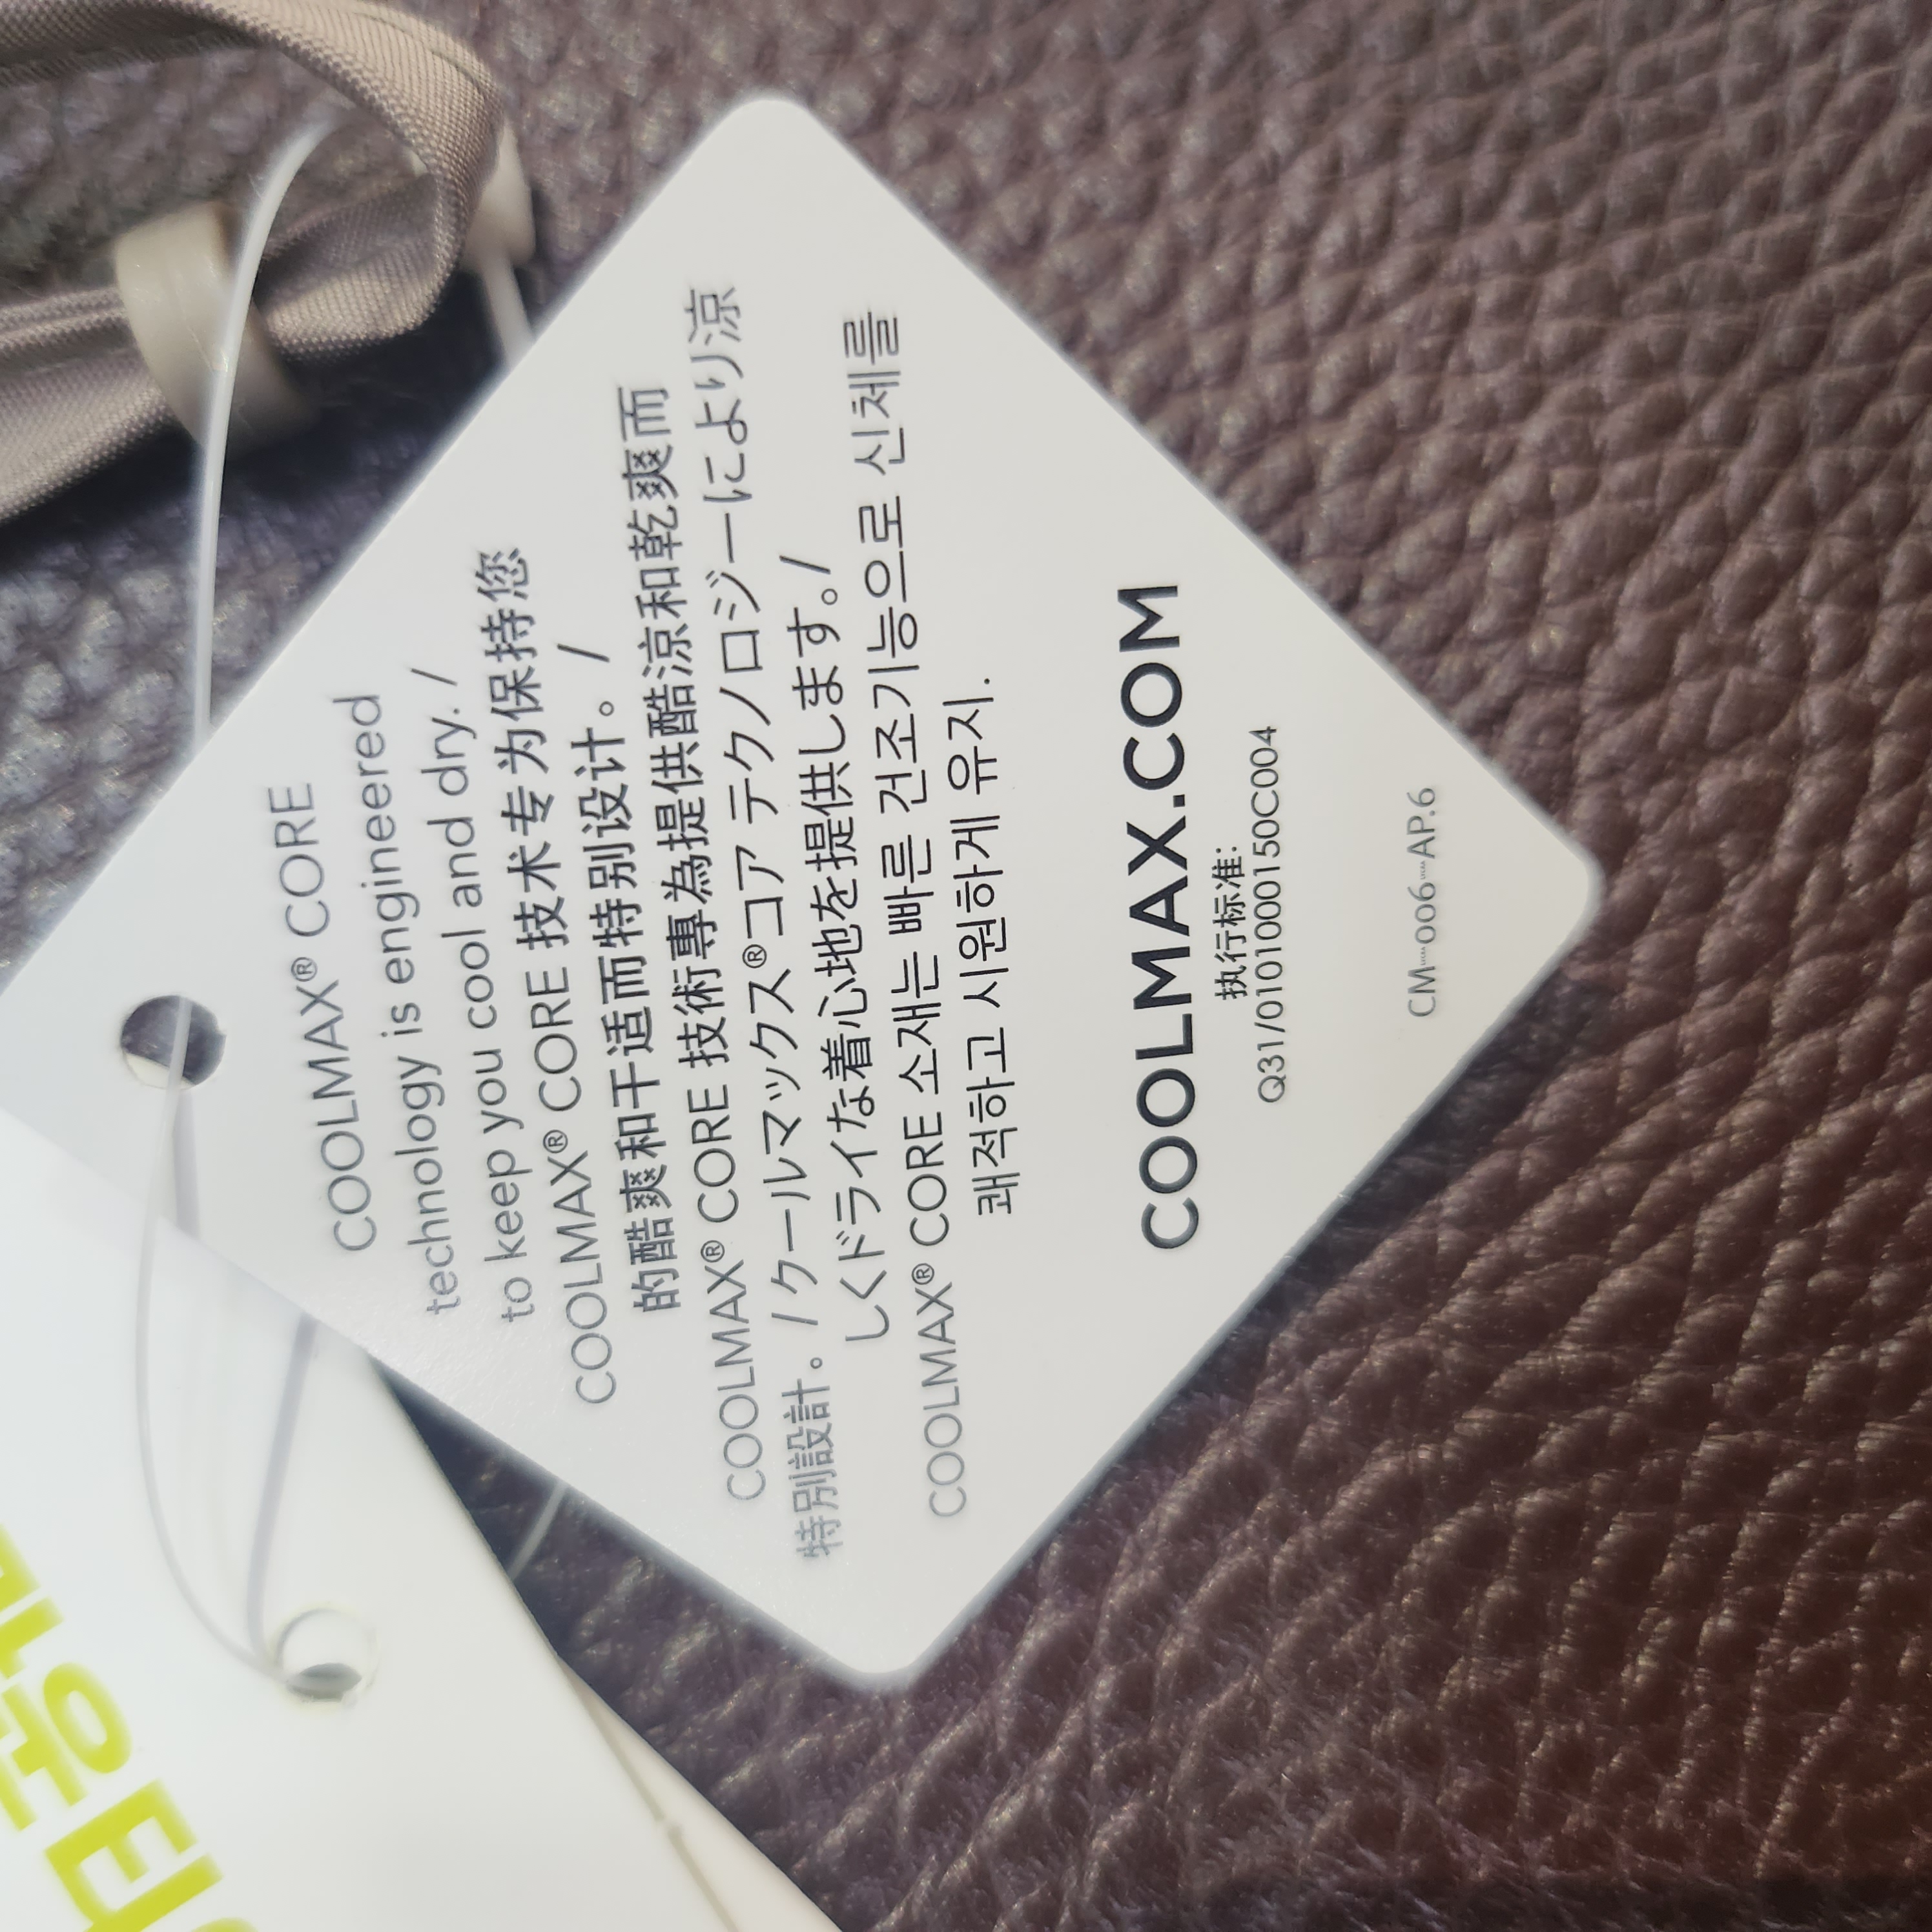 COOLMAX® CORE
technology is engineered
to keep you cool and dry. /
COOLMAX® CORE 技术专为保持您
的酷爽和干适而特别设计。 /
COOLMAX® CORE 技術專為提供酷涼和乾爽而
特別設計. 。 / クールマックス®コア テクノロジーにより涼
しくドライな着心地を提供します。/
COOLMAX® CORE 소재는 빠른 건조기능으로 신체를
쾌적하고 시원하게 유지.
COOLMAX.COM
执行标准:
Q31/0101000150C004
CM-006-AP.6